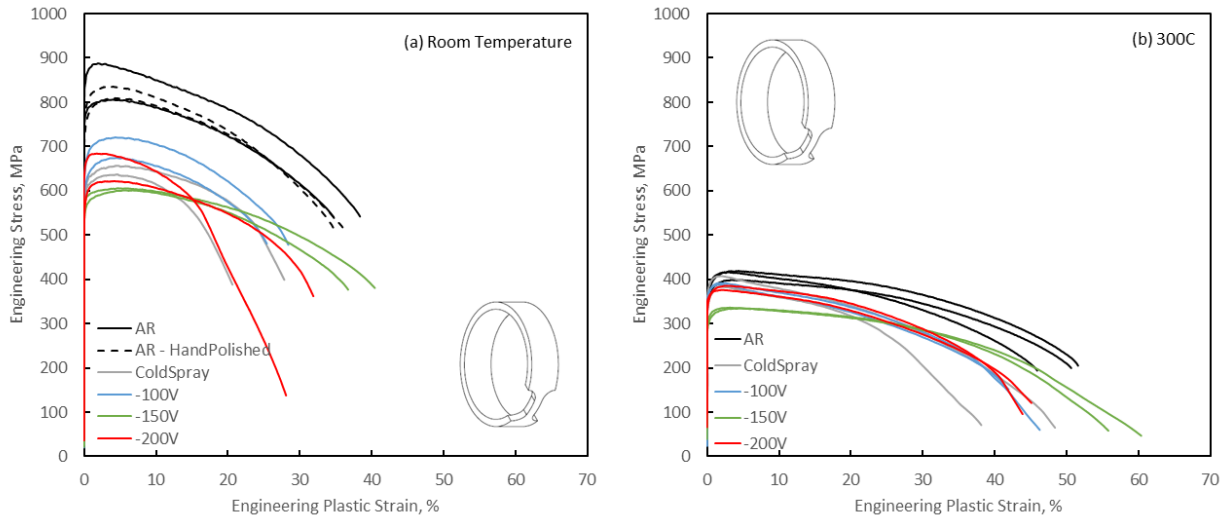 (a) Room Temperature
Engineering Stress, MPa
1000
900
800
700
600
500
400
300
200
100
0
AR
AR - HandPolished
ColdSpray
-100V
-150V
-200V
0 10 20 30 40 50 60 70
Engineering Plastic Strain, %
(b) 300C
Engineering Stress, MPa
1000
900
800
700
600
500
400
300
200
100
0
AR
ColdSpray
-100V
-150V
-200V
0 10 20 30 40 50 60 70
Engineering Plastic Strain, %